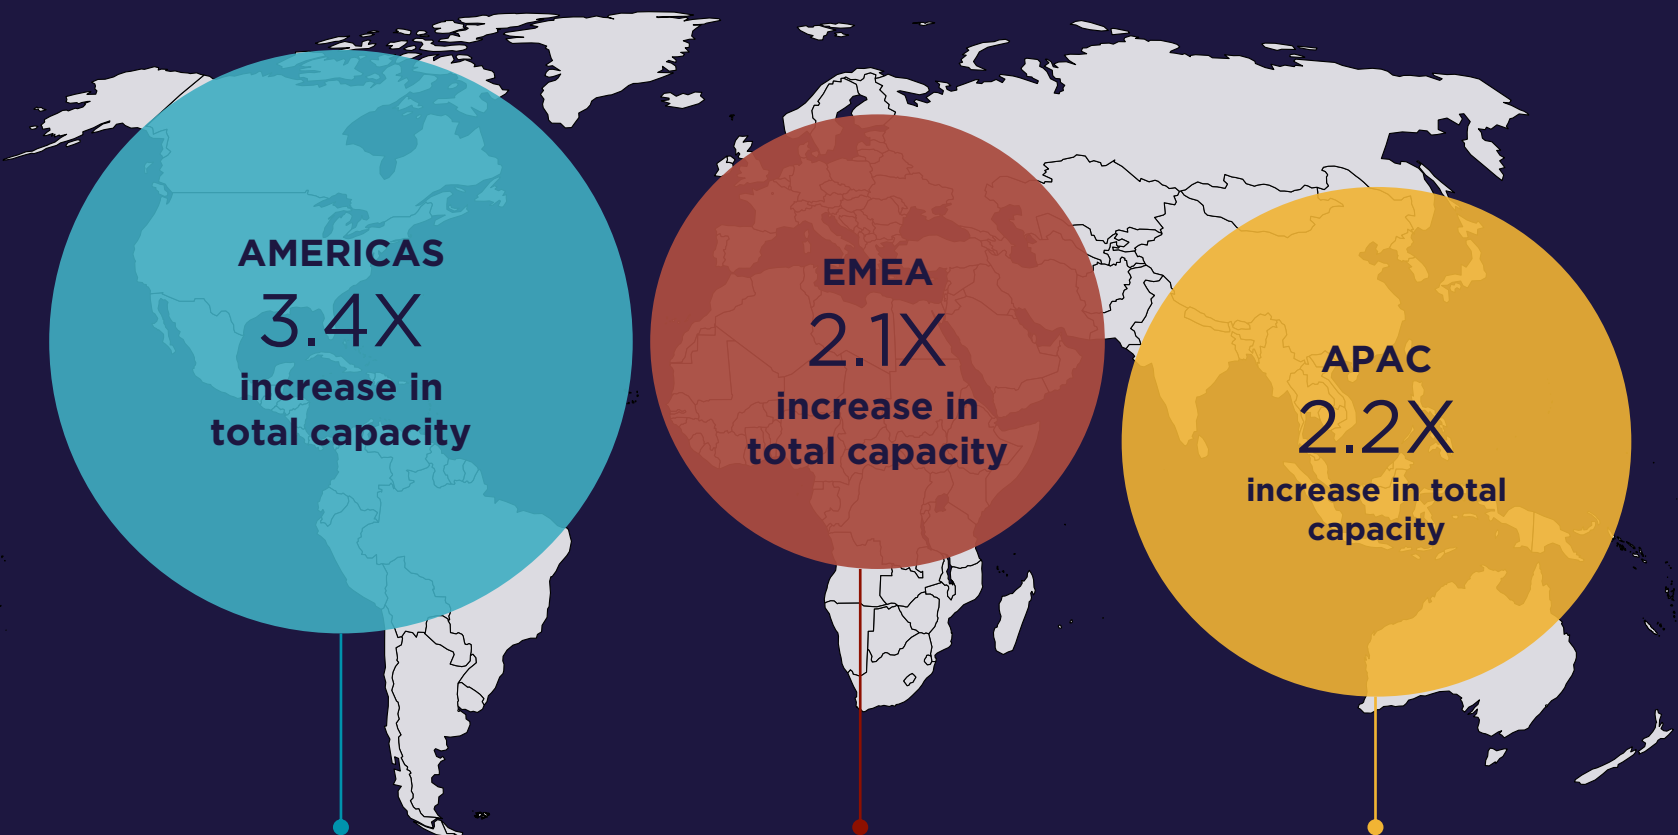 AMERICAS
3.4X
increase in
total capacity
EMEA
2.1X
increase in
total capacity
APAC
2.2X
increase in total
capacity